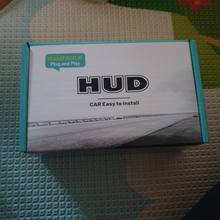 Plug and Play
HUD
CAR Easy to install